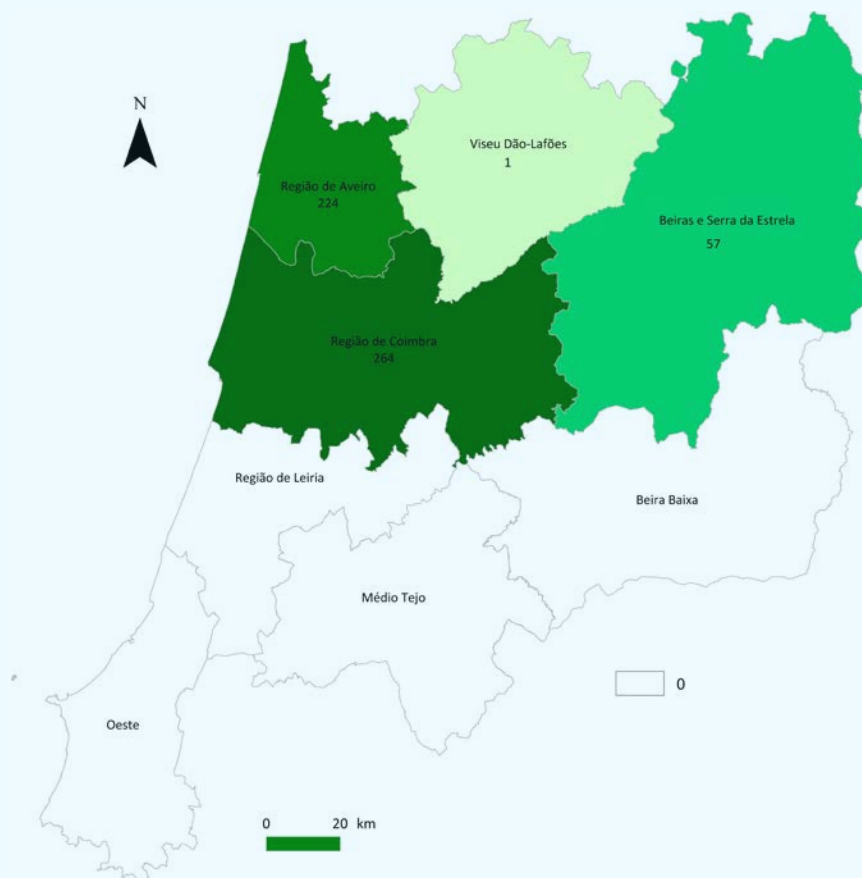 N
Viseu Dão-Lafões
1
Região de Aveiro
224
Beiras e Serra da Estrela
57
Região de Coimbra
264
Região de Leiria
Beira Baixa
Médio Tejo
0
Oeste
0 20 km